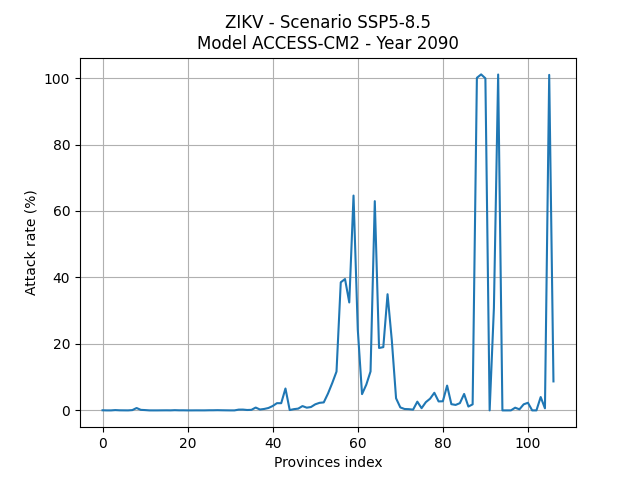 ZIKV - Scenario SSP5-8.5
Model ACCESS-CM2 - Year 2090
100
80
60
40
20
0
Attack rate (%)
0 20 40 60 80 100
Provinces index